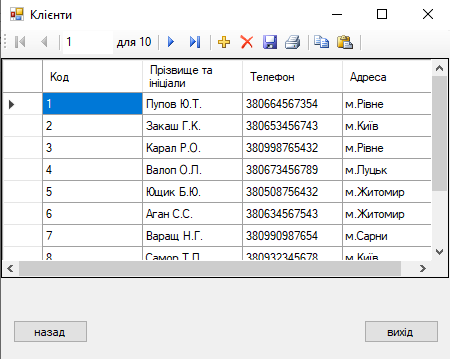 Клієнти
1 для 10
Код Прізвище та ініціали Телефон Адреса
1 Пупов Ю.Т. 380664567354 м.Рівне
2 Закаш Г.К. 380653456743 м.Київ
3 Карал Р.О. 380998765432 м.Рівне
4 Валоп О.Л. 380673456789 м.Луцьк
5 Ющик Б.Ю. 380508756432 м.Житомир
6 Аган С.С. 380634567543 м.Житомир
7 Варащ Н.Г. 380990987654 м.Сарни
8 Самор Т.П. 380932345678 м.Київ
назад вихід